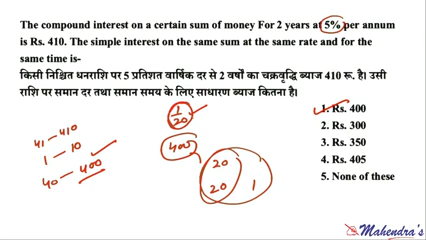 The compound interest on a certain sum of money For 2 years at 5% per annum
is Rs. 410. The simple interest on the same sum at the same rate and for the
same time is-
किसी निश्चित धनराशि पर 5 प्रतिशत वार्षिक दर से 2 वर्षों का चक्रवृद्धि ब्याज 410 रू. है। उसी
राशि पर समान दर तथा समान समय के लिए साधारण ब्याज कितना है।
1. Rs. 400
2. Rs. 300
3. Rs. 350
4. Rs. 405
5. None of these
1/20
400
20
20 1
41 — 410
1 — 10
40 — 400
Mahendra's